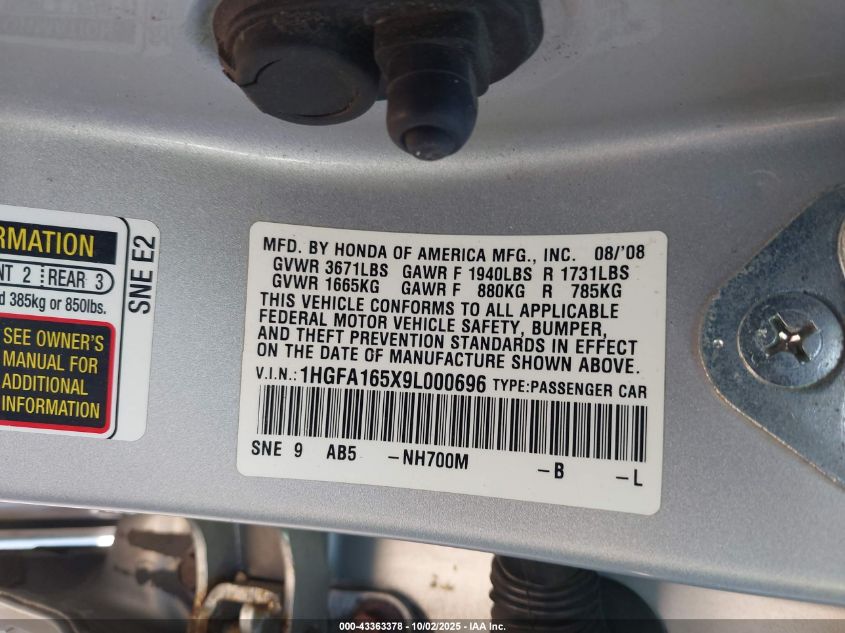 RMATION
NT 2 REAR 3
d 385kg or 850lbs.
SEE OWNER'S
MANUAL FOR
ADDITIONAL
INFORMATION
SNE E2
MFD. BY HONDA OF AMERICA MFG., INC. 08/'08
GVWR 3671LBS GAWR F 1940LBS R 1731LBS
GVWR 1665KG GAWR F 880KG R 785KG
THIS VEHICLE CONFORMS TO ALL APPLICABLE
FEDERAL MOTOR VEHICLE SAFETY, BUMPER,
AND THEFT PREVENTION STANDARDS IN EFFECT
ON THE DATE OF MANUFACTURE SHOWN ABOVE.
V.I.N.: 1HGFA165X9L000696 TYPE:PASSENGER CAR
SNE 9 AB5 -NH700M -B -L
000-43363378 - 10/02/2025 - IAA Inc.